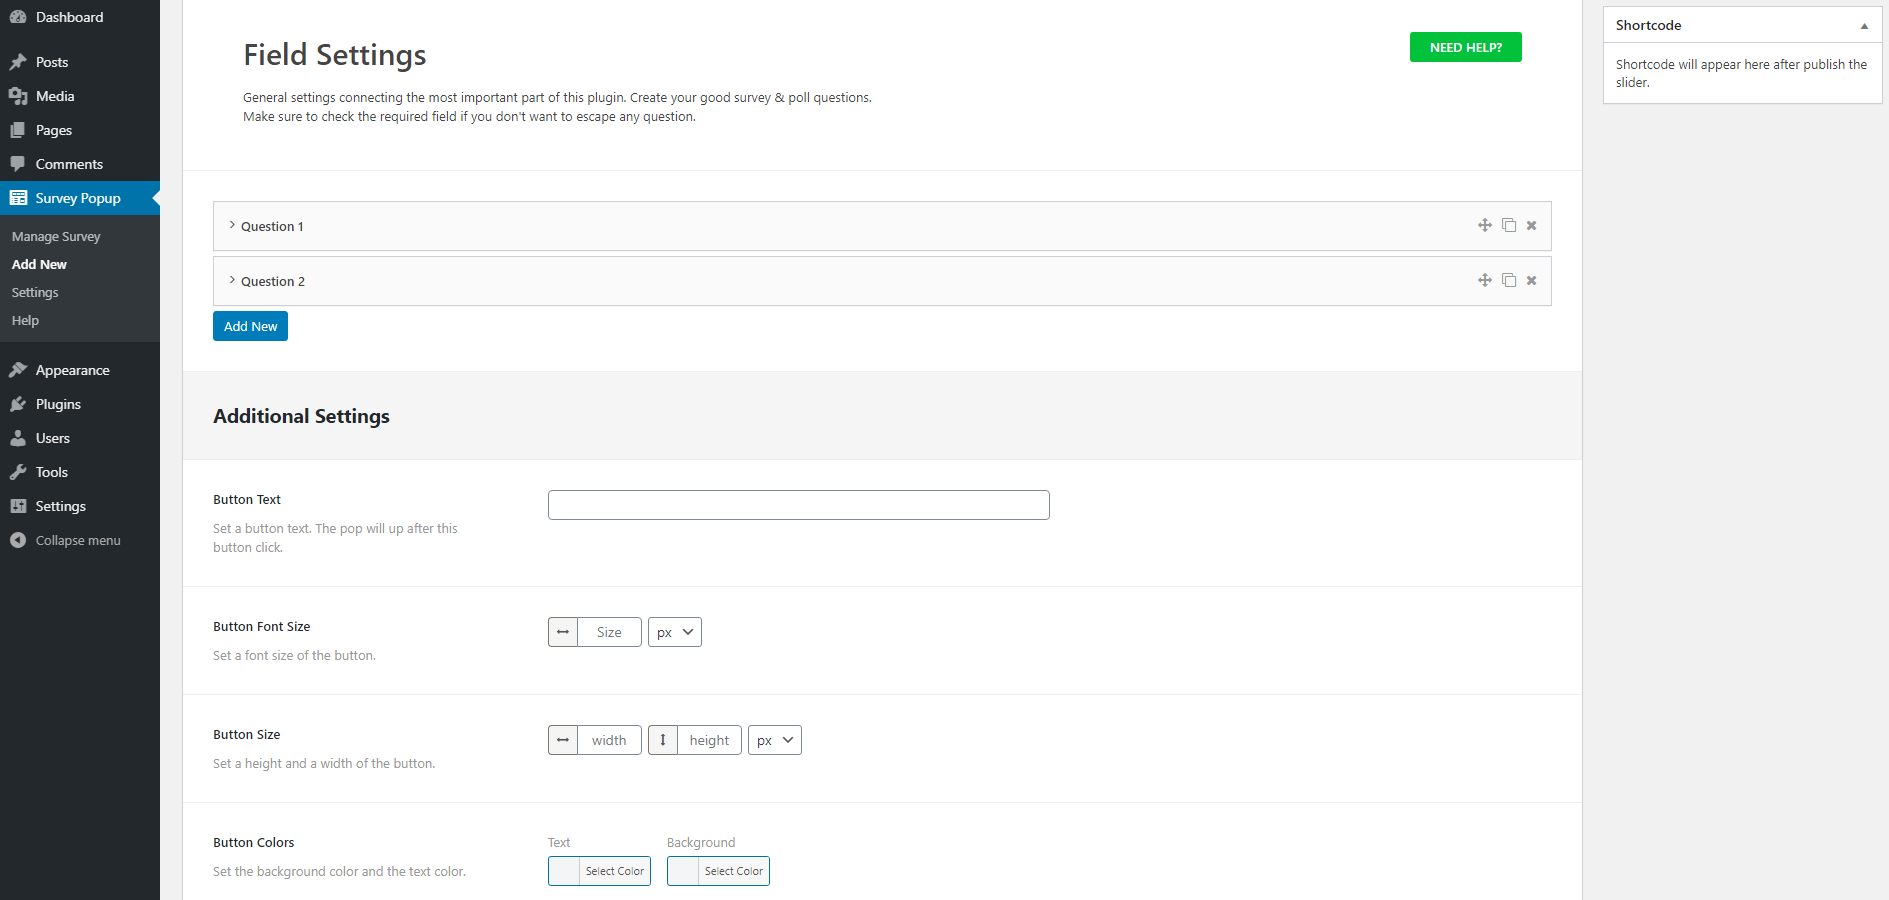 Dashboard
Posts
Media
Pages
Comments
Survey Popup
Manage Survey
Add New
Settings
Help
Appearance
Plugins
Users
Tools
Settings
Collapse menu
Field Settings
NEED HELP?
General settings connecting the most important part of this plugin. Create your good survey & poll questions.
Make sure to check the required field if you don't want to escape any question.
Question 1
Question 2
Add New
Additional Settings
Button Text
Set a button text. The pop will up after this
button click.
Button Font Size
Set a font size of the button.
Size
px
Button Size
Set a height and a width of the button.
width
height
px
Button Colors
Set the background color and the text color.
Text
Select Color
Background
Select Color
Shortcode
Shortcode will appear here after publish the
slider.